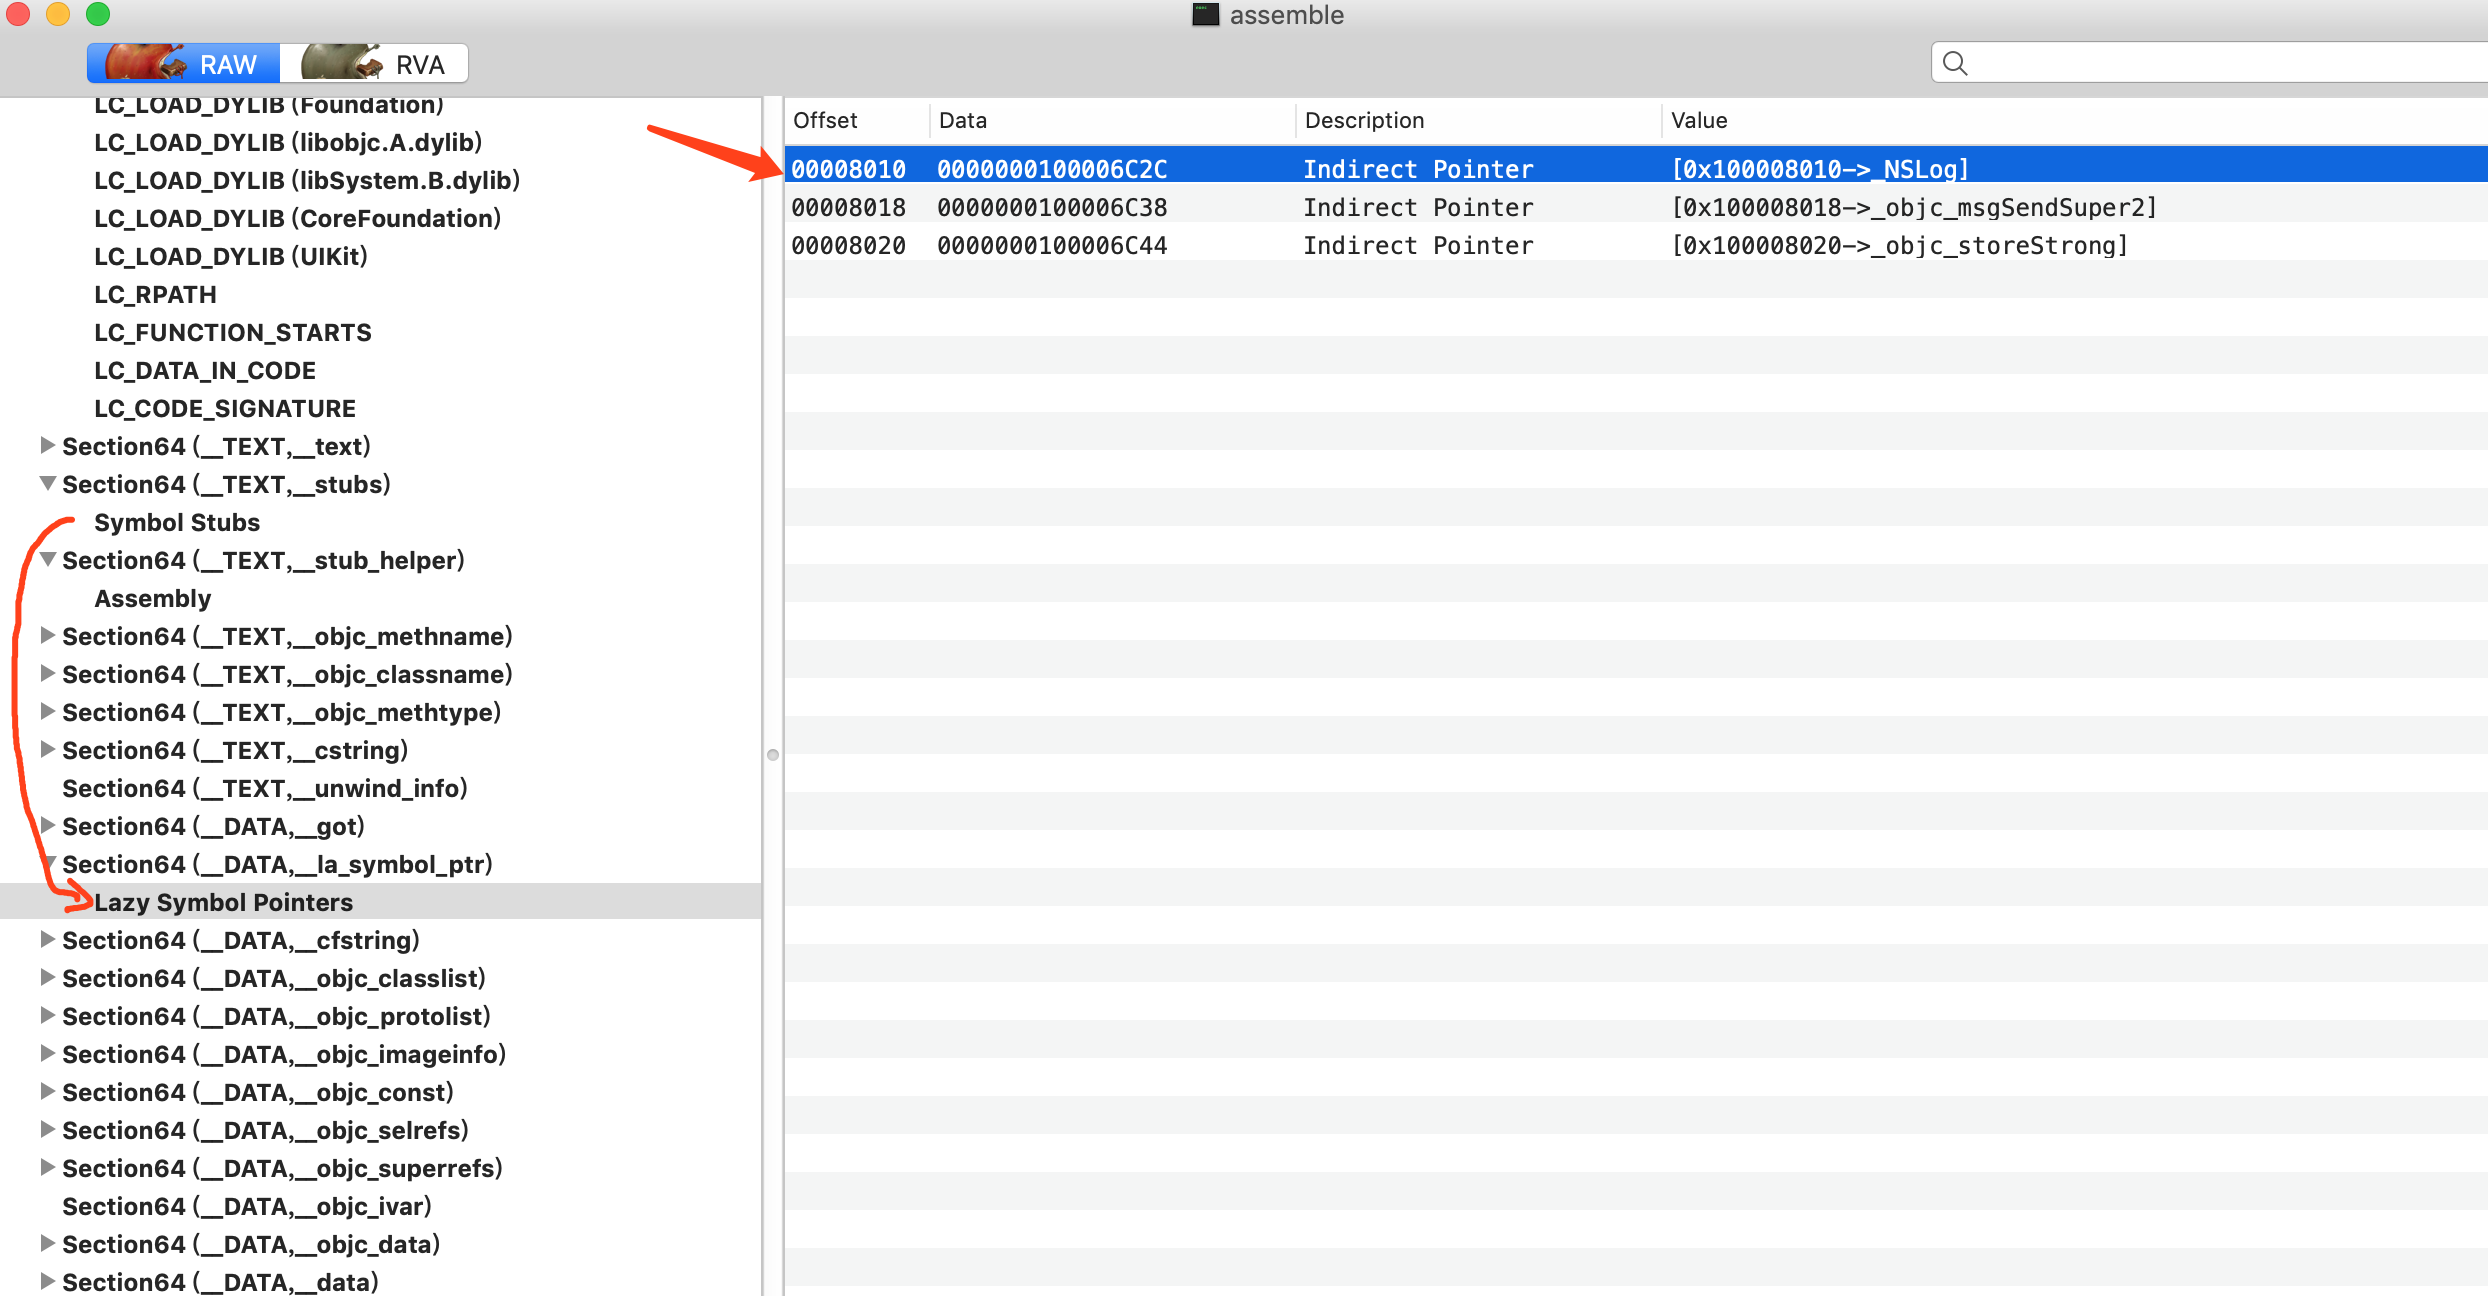 assemble
RAW RVA
LC_LOAD_DYLIB (Foundation)
LC_LOAD_DYLIB (libobjc.A.dylib)
LC_LOAD_DYLIB (libSystem.B.dylib)
LC_LOAD_DYLIB (CoreFoundation)
LC_LOAD_DYLIB (UIKit)
LC_RPATH
LC_FUNCTION_STARTS
LC_DATA_IN_CODE
LC_CODE_SIGNATURE
Section64 (__TEXT,__text)
Section64 (__TEXT,__stubs)
Symbol Stubs
Section64 (__TEXT,__stub_helper)
Assembly
Section64 (__TEXT,__objc_methname)
Section64 (__TEXT,__objc_classname)
Section64 (__TEXT,__objc_methtype)
Section64 (__TEXT,__cstring)
Section64 (__TEXT,__unwind_info)
Section64 (__DATA,__got)
Section64 (__DATA,__la_symbol_ptr)
Lazy Symbol Pointers
Section64 (__DATA,__cfstring)
Section64 (__DATA,__objc_classlist)
Section64 (__DATA,__objc_protolist)
Section64 (__DATA,__objc_imageinfo)
Section64 (__DATA,__objc_const)
Section64 (__DATA,__objc_selrefs)
Section64 (__DATA,__objc_superrefs)
Section64 (__DATA,__objc_ivar)
Section64 (__DATA,__objc_data)
Section64 (__DATA,__data)
Offset Data Description Value
00008010 0000000100006C2C Indirect Pointer [0x100008010->_NSLog]
00008018 0000000100006C38 Indirect Pointer [0x100008018->_objc_msgSendSuper2]
00008020 0000000100006C44 Indirect Pointer [0x100008020->_objc_storeStrong]